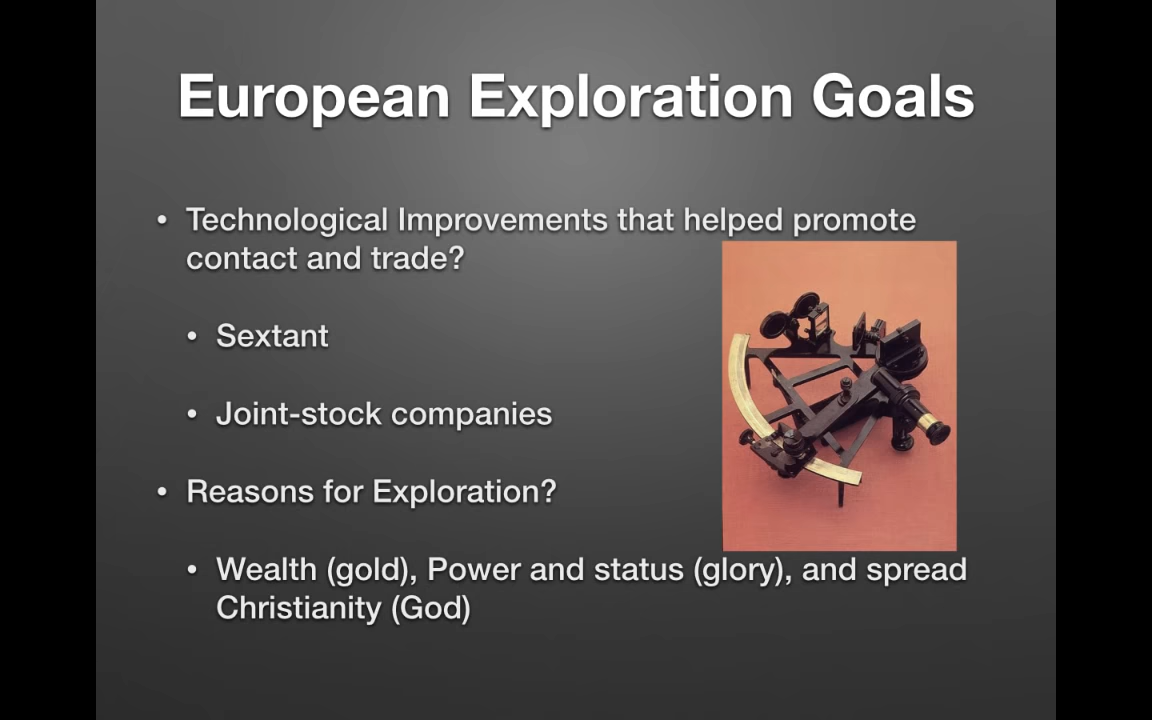 European Exploration Goals
• Technological Improvements that helped promote
contact and trade?
• Sextant
• Joint-stock companies
• Reasons for Exploration?
• Wealth (gold), Power and status (glory), and spread
Christianity (God)